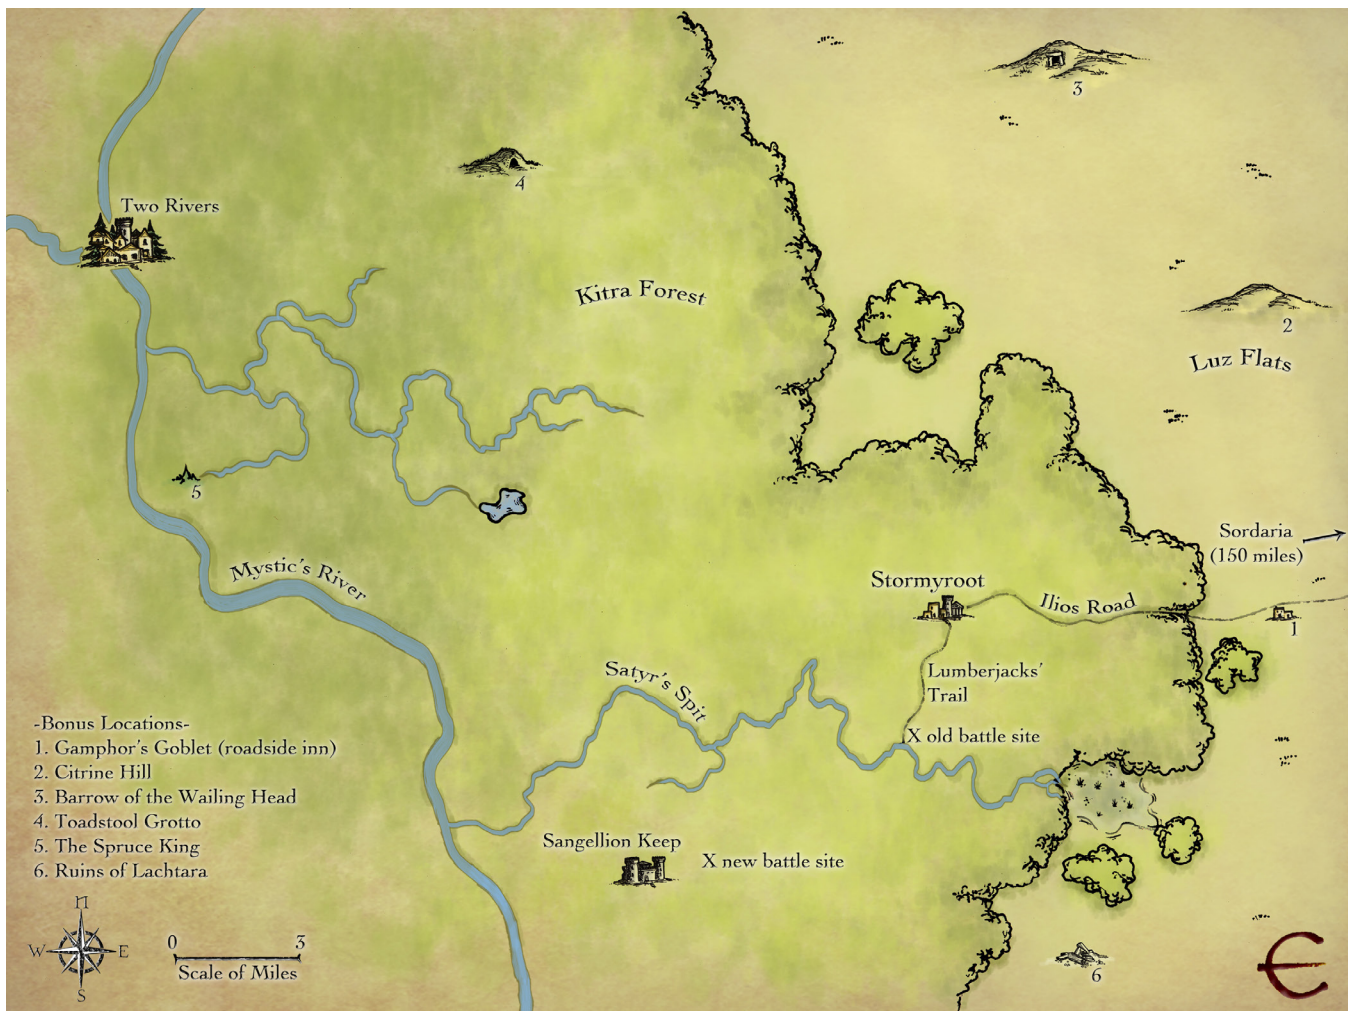 3
Two Rivers
4
Kitra Forest
2
Luz Flats
5
Sordaria
(150 miles)
Mystic's River
Stormyroot
Ilios Road
1
Satyr's Spit
Lumberjacks'
Trail
X old battle site
-Bonus Locations-
1. Gamphor's Goblet (roadside inn)
2. Citrine Hill
3. Barrow of the Wailing Head
4. Toadstool Grotto
5. The Spruce King
6. Ruins of Lachtara
Sangellion Keep
X new battle site
N
W E
S
0 3
Scale of Miles
6
€